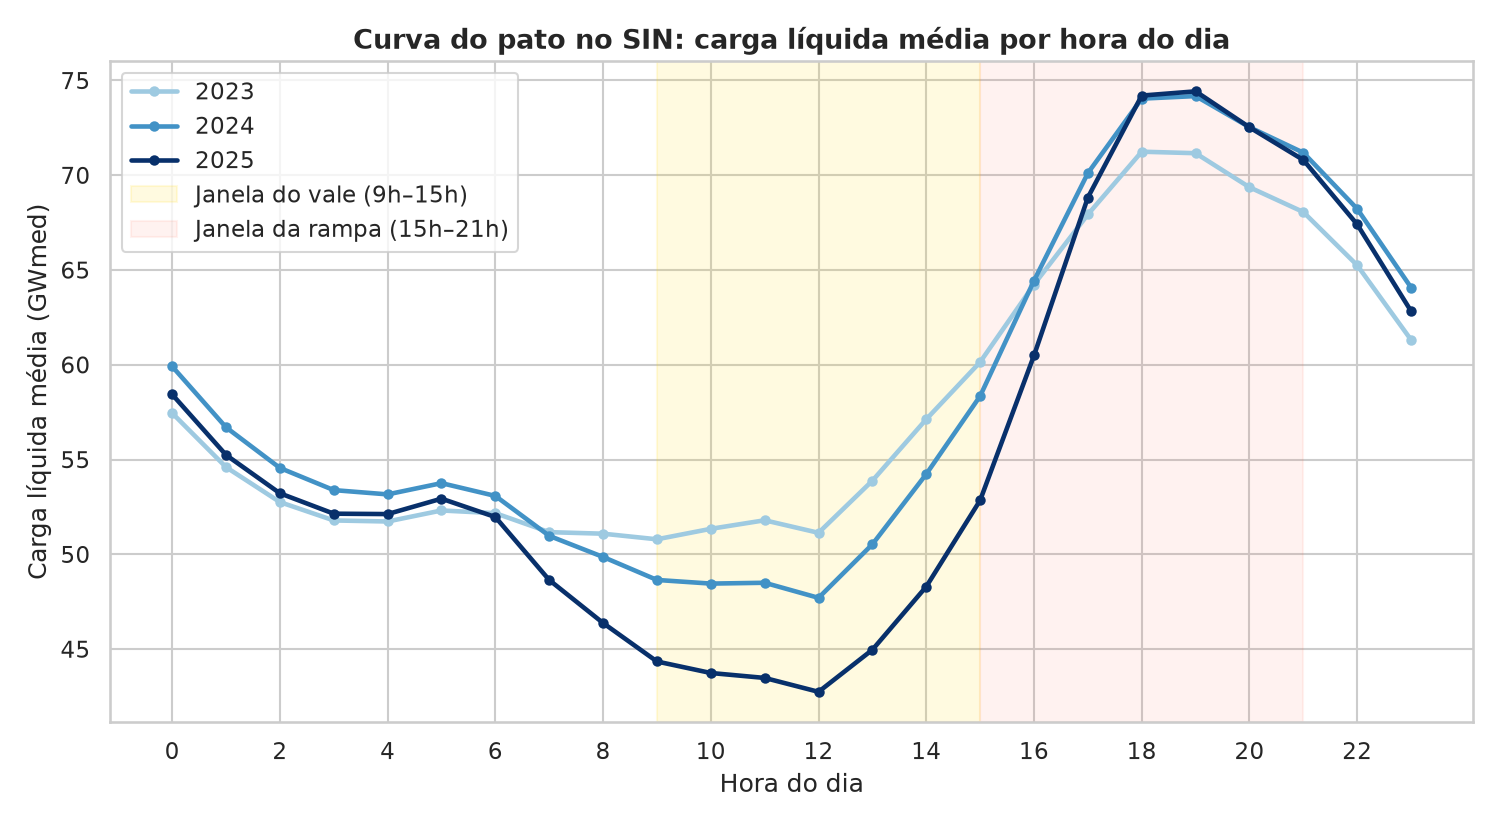 Curva do pato no SIN: carga líquida média por hora do dia
2023
2024
2025
Janela do vale (9h–15h)
Janela da rampa (15h–21h)
Carga líquida média (GWmed)
75
70
65
60
55
50
45
0 2 4 6 8 10 12 14 16 18 20 22
Hora do dia